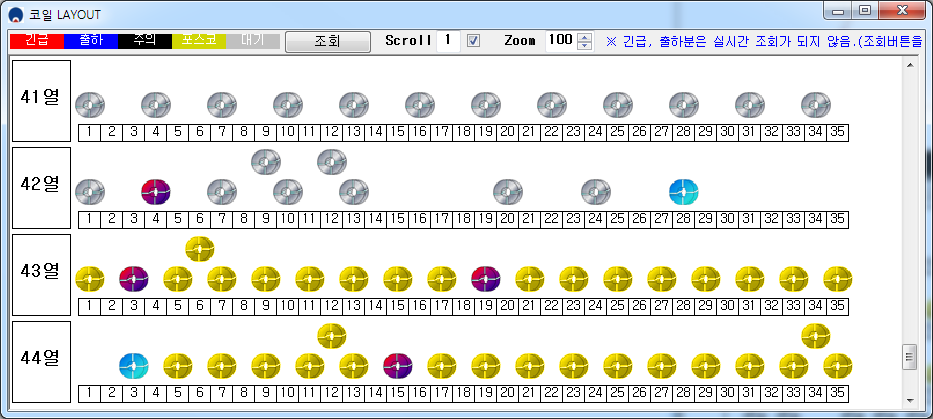 코일 LAYOUT
긴급 출하 주의 포스코 대기 조회 Scroll 1 Zoom 100 ※ 긴급, 출하분은 실시간 조회가 되지 않음.(조회버튼을
41열
1 2 3 4 5 6 7 8 9 10 11 12 13 14 15 16 17 18 19 20 21 22 23 24 25 26 27 28 29 30 31 32 33 34 35
42열
1 2 3 4 5 6 7 8 9 10 11 12 13 14 15 16 17 18 19 20 21 22 23 24 25 26 27 28 29 30 31 32 33 34 35
43열
1 2 3 4 5 6 7 8 9 10 11 12 13 14 15 16 17 18 19 20 21 22 23 24 25 26 27 28 29 30 31 32 33 34 35
44열
1 2 3 4 5 6 7 8 9 10 11 12 13 14 15 16 17 18 19 20 21 22 23 24 25 26 27 28 29 30 31 32 33 34 35